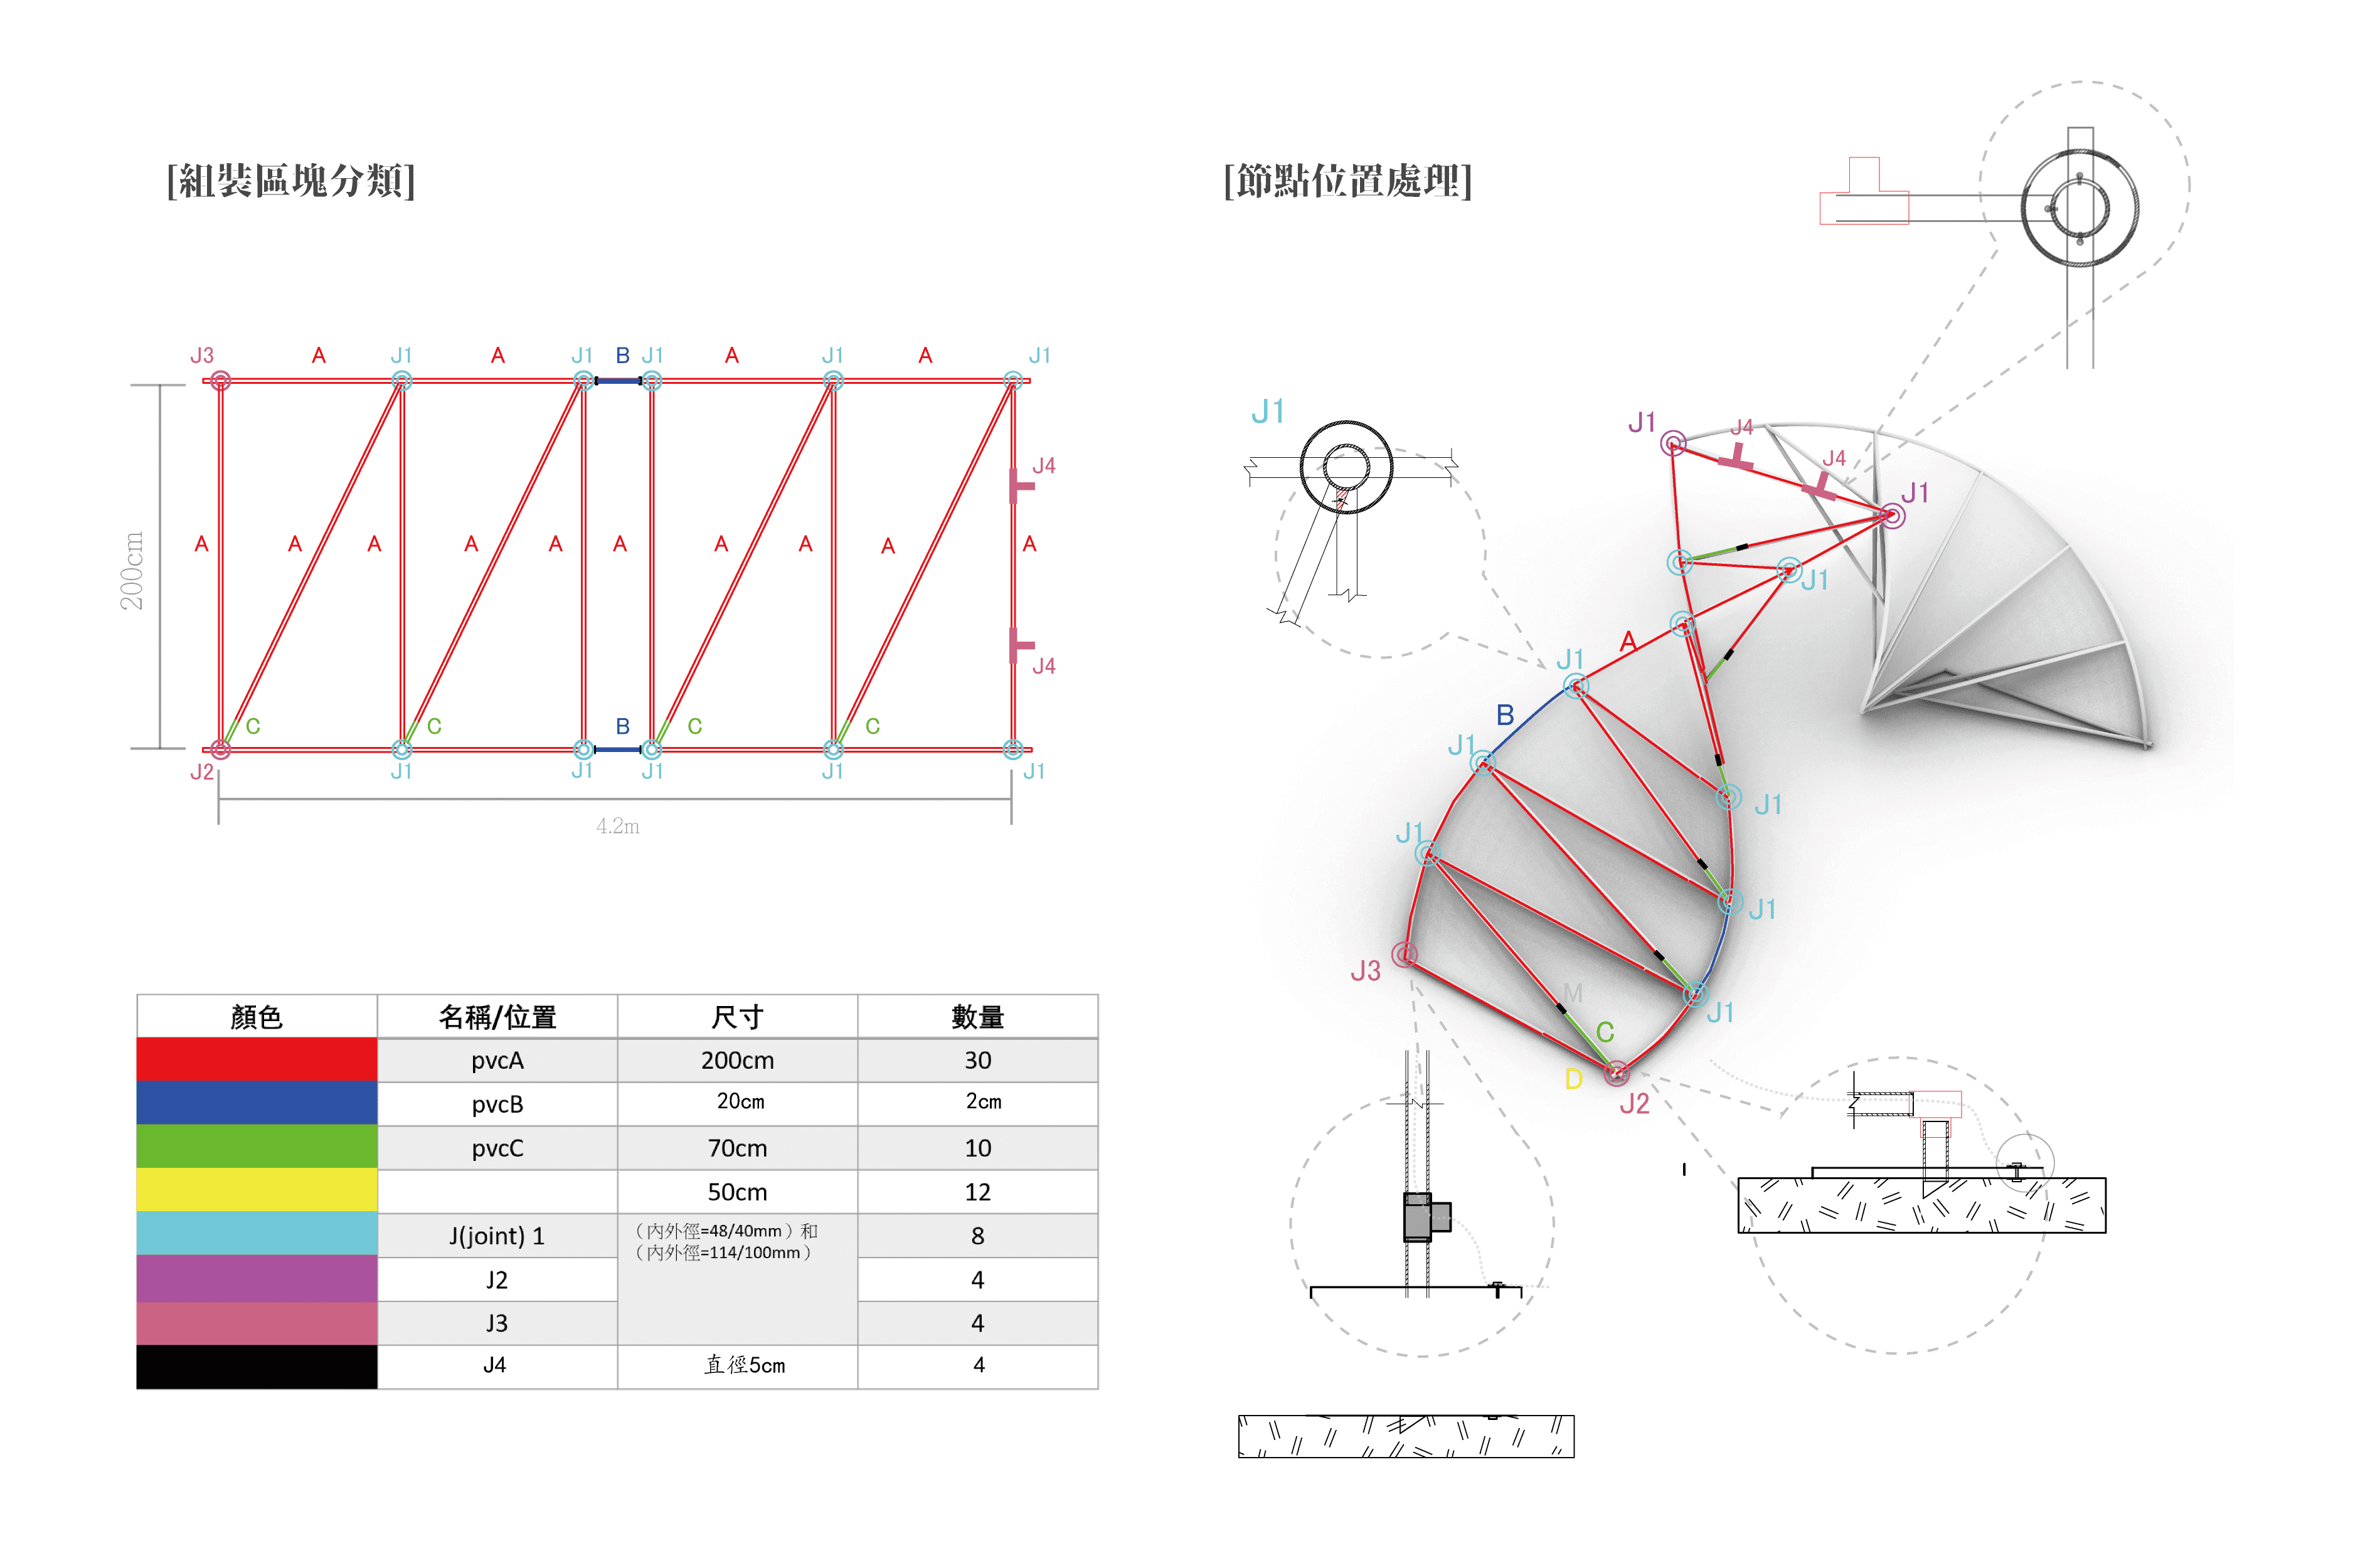 [組裝區塊分類]
J3 A J1 A J1 B J1 A J1 A J1
J4
200cm
A A A A A A A A A A
J4
C C B C C
J2 J1 J1 J1 J1 J1
4.2m
顏色 名稱/位置 尺寸 數量
pvcA 200cm 30
pvcB 20cm 2cm
pvcC 70cm 10
50cm 12
J(joint) 1 （內外徑=48/40mm）和 8
（內外徑=114/100mm）
J2 4
J3 4
J4 直徑5cm 4
[節點位置處理]
J1
J1
J4
J4
J1
J1
A
J1
B
J1
J1
J1
J1
J3
M
J1
C
D
J2